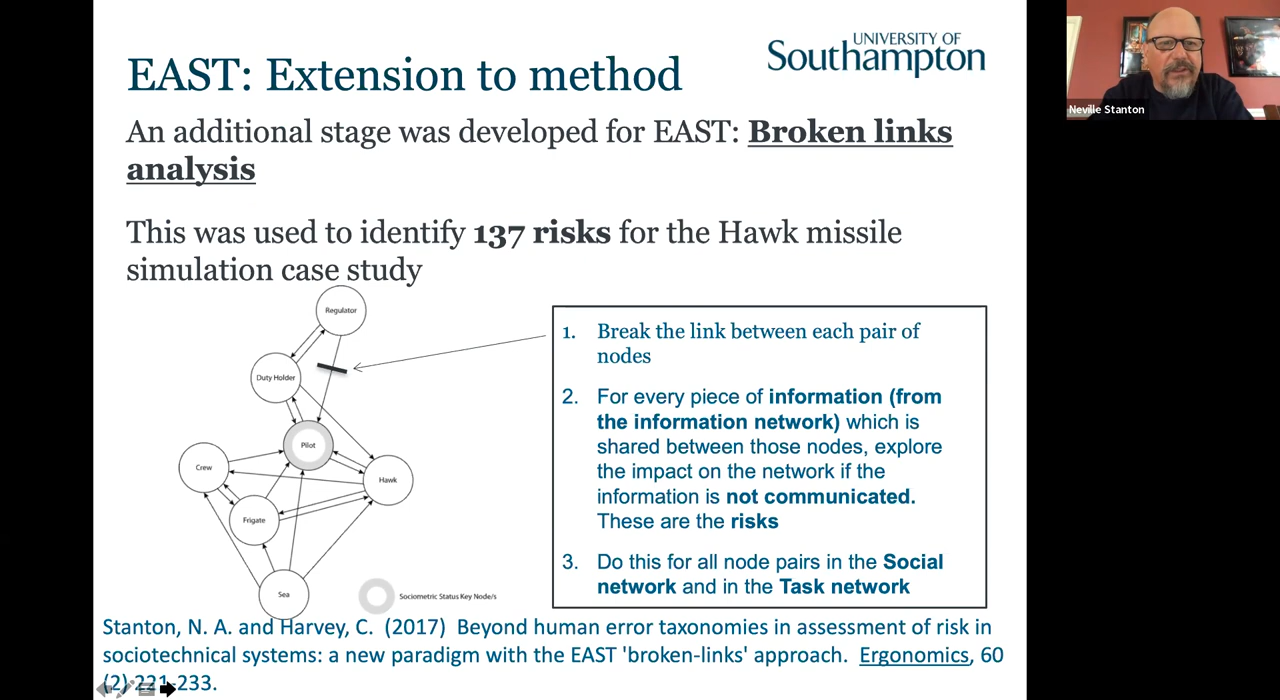 UNIVERSITY OF
Southampton
EAST: Extension to method
An additional stage was developed for EAST: Broken links
analysis
This was used to identify 137 risks for the Hawk missile
simulation case study
Regulator
Duty Holder
Pilot
Crew
Hawk
Frigate
Sea
Sociometric Status Key Node/s
1. Break the link between each pair of
nodes
2. For every piece of information (from
the information network) which is
shared between those nodes, explore
the impact on the network if the
information is not communicated.
These are the risks
3. Do this for all node pairs in the Social
network and in the Task network
Stanton, N. A. and Harvey, C. (2017) Beyond human error taxonomies in assessment of risk in
sociotechnical systems: a new paradigm with the EAST 'broken-links' approach. Ergonomics, 60
(2) 221-233.
Neville Stanton